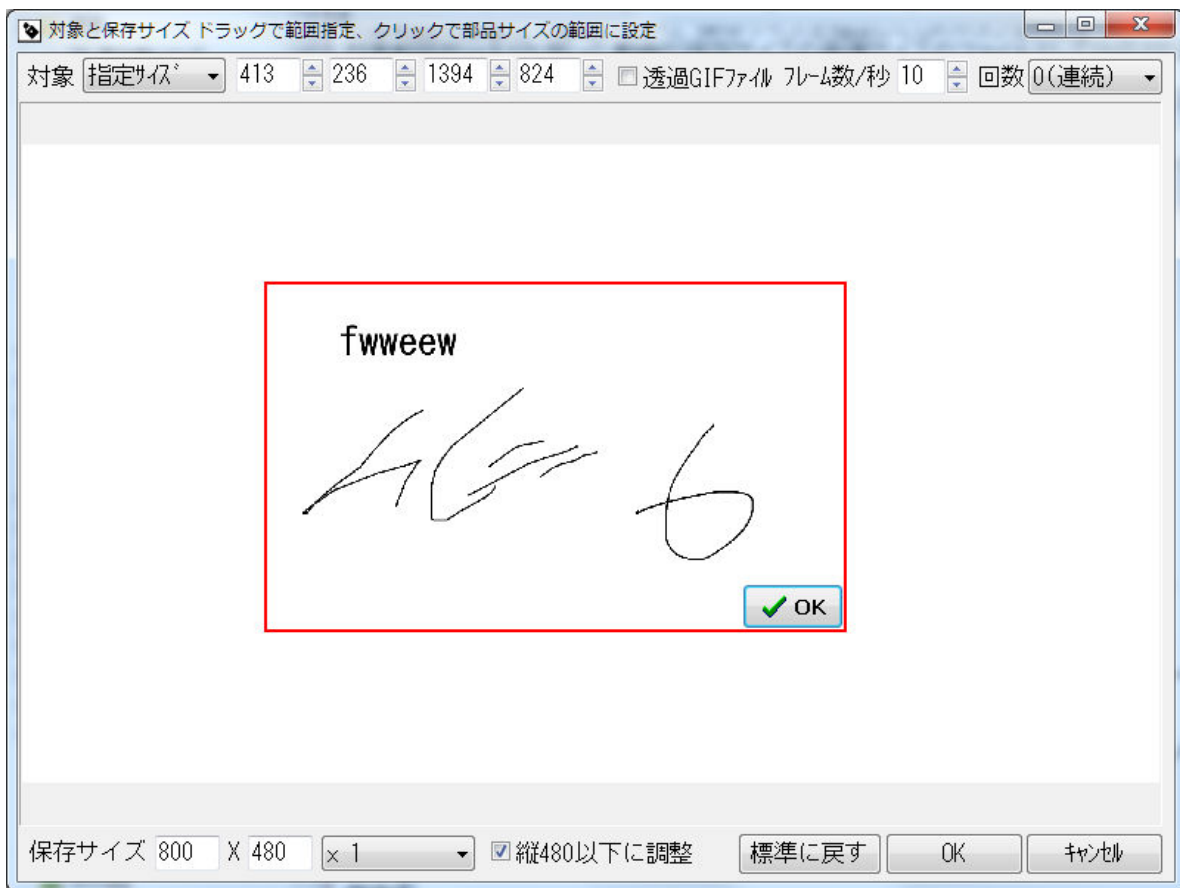 対象と保存サイズ ドラッグで範囲指定、クリックで部品サイズの範囲に設定
対象 指定ｻｲｽﾞ 413 236 1394 824 透過GIFﾌｧｲﾙ ﾌﾚｰﾑ数/秒 10 回数 0(連続)
fwweew
6
OK
保存サイズ 800 X 480 x 1 縦480以下に調整 標準に戻す OK ｷｬﾝｾﾙ